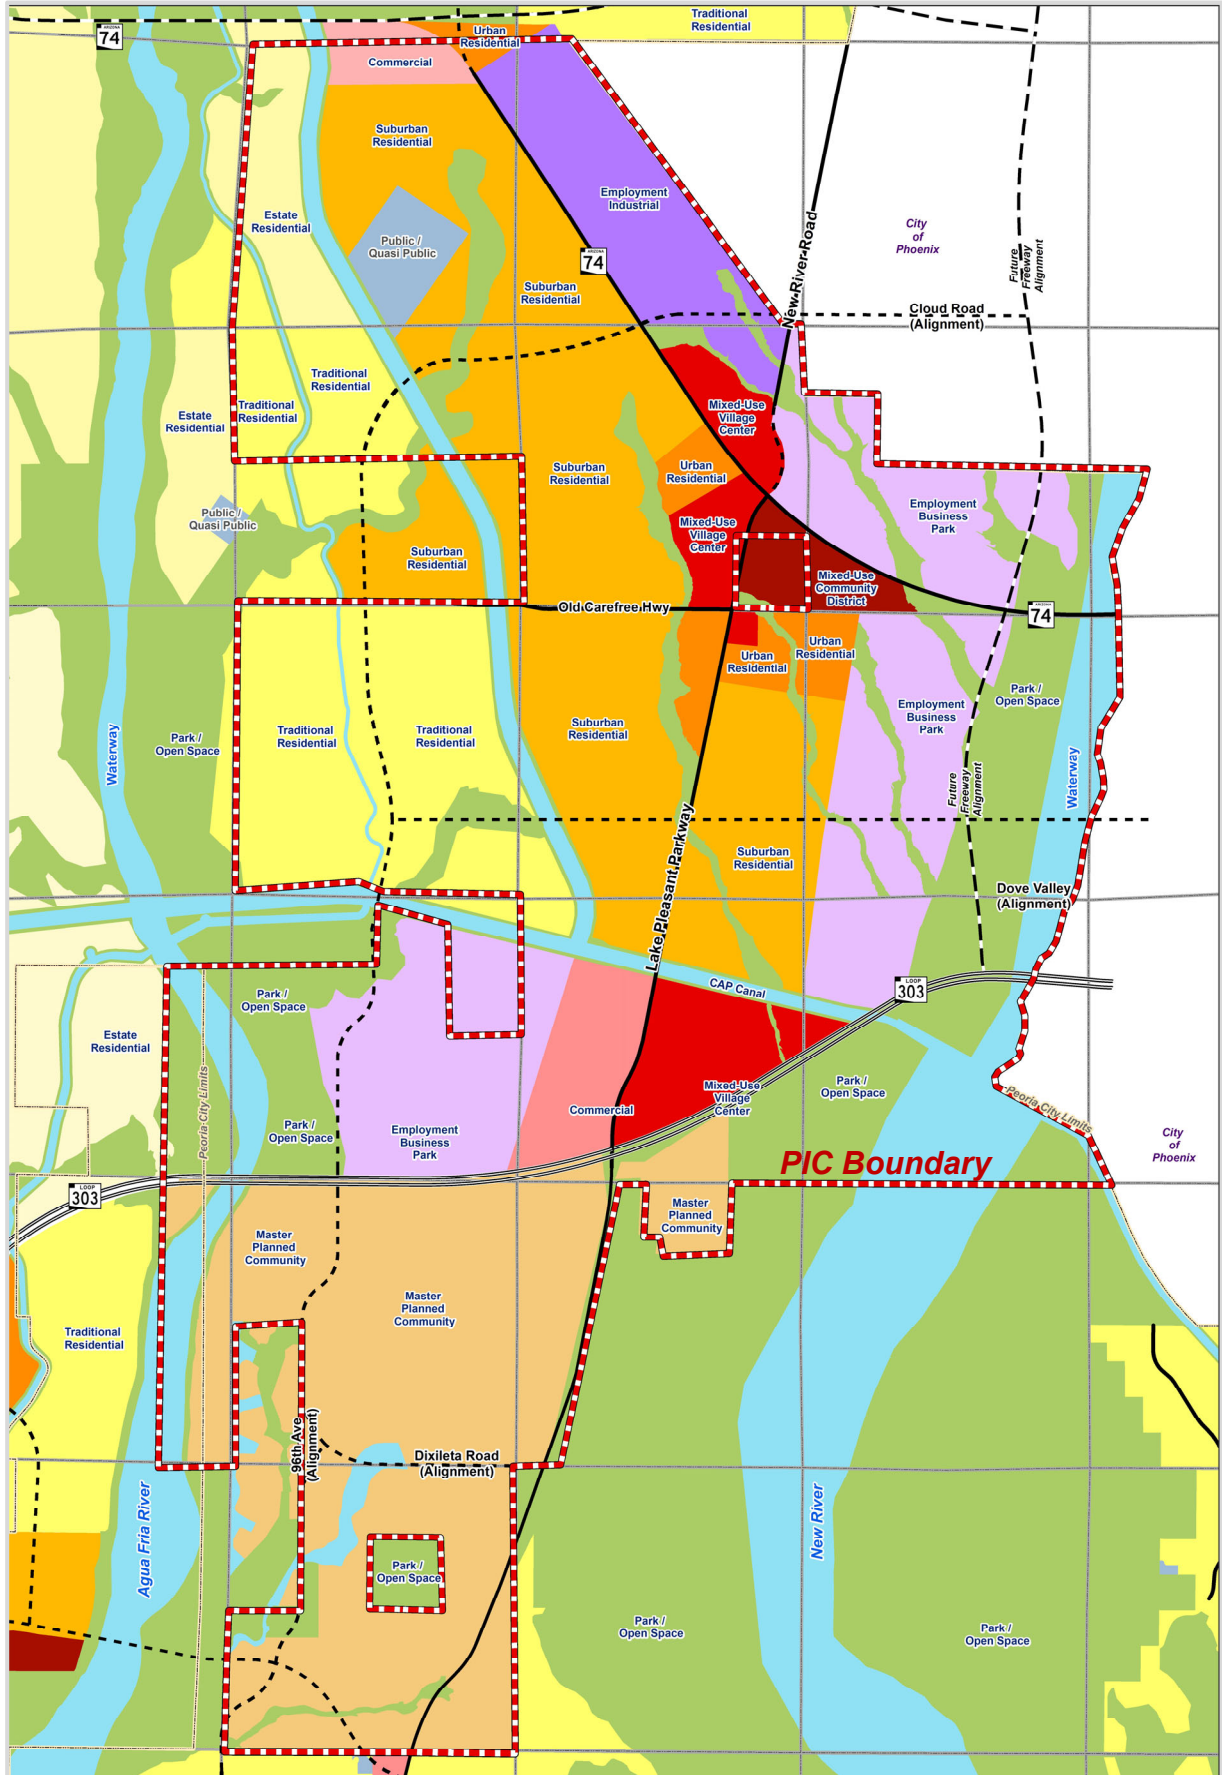 Traditional
Residential
ARIZONA
74
Urban
Residential
Commercial
Suburban
Residential
Employment
Industrial
Estate
Residential
City
of
Phoenix
Public /
Quasi Public
New River Road
Future
Freeway
Alignment
ARIZONA
74
Suburban
Residential
Cloud Road
(Alignment)
Traditional
Residential
Traditional
Residential
Estate
Residential
Mixed-Use
Village
Center
Suburban
Residential
Urban
Residential
Public /
Quasi Public
Employment
Business
Park
Mixed-Use
Village
Center
Suburban
Residential
Mixed-Use
Community
District
Old Carefree Hwy
ARIZONA
74
Urban
Residential
Urban
Residential
Park /
Open Space
Employment
Business
Park
Traditional
Residential
Traditional
Residential
Suburban
Residential
Park /
Open Space
Waterway
Waterway
Future
Freeway
Alignment
Lake Pleasant Parkway
Suburban
Residential
Dove Valley
(Alignment)
CAP Canal
LOOP
303
Park /
Open Space
Estate
Residential
Peoria City Limits
Park /
Open Space
Employment
Business
Park
Commercial
Mixed-Use
Village
Center
Park /
Open Space
Peoria City Limits
City
of
Phoenix
PIC Boundary
LOOP
303
Master
Planned
Community
Master
Planned
Community
Master
Planned
Community
Traditional
Residential
96th Ave
(Alignment)
Dixileta Road
(Alignment)
Agua Fria River
New River
Park /
Open Space
Park /
Open Space
Park /
Open Space